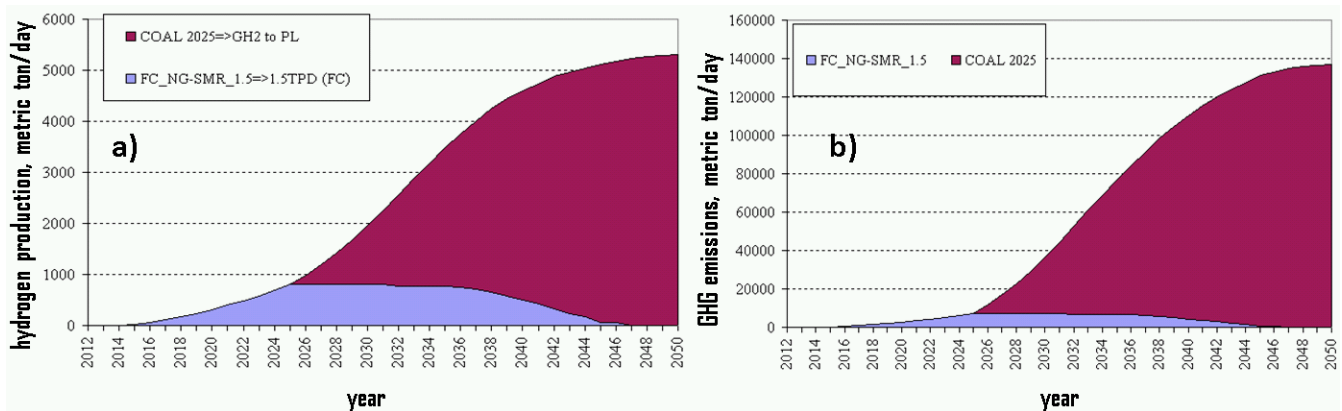 6000
5000
4000
3000
2000
1000
0
hydrogen production, metric ton/day
COAL 2025=>GH2 to PL
FC_NG-SMR_1.5=>1.5TPD (FC)
a)
2012 2014 2016 2018 2020 2022 2024 2026 2028 2030 2032 2034 2036 2038 2040 2042 2044 2046 2048 2050
year
160000
140000
120000
100000
80000
60000
40000
20000
0
GHG emissions, metric ton/day
FC_NG-SMR_1.5 COAL 2025
b)
2012 2014 2016 2018 2020 2022 2024 2026 2028 2030 2032 2034 2036 2038 2040 2042 2044 2046 2048 2050
year